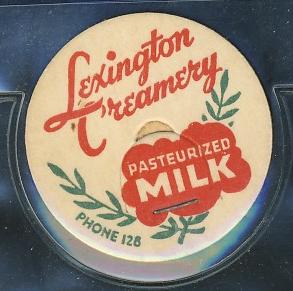 Lexington
Creamery
PASTEURIZED
MILK
PHONE 128